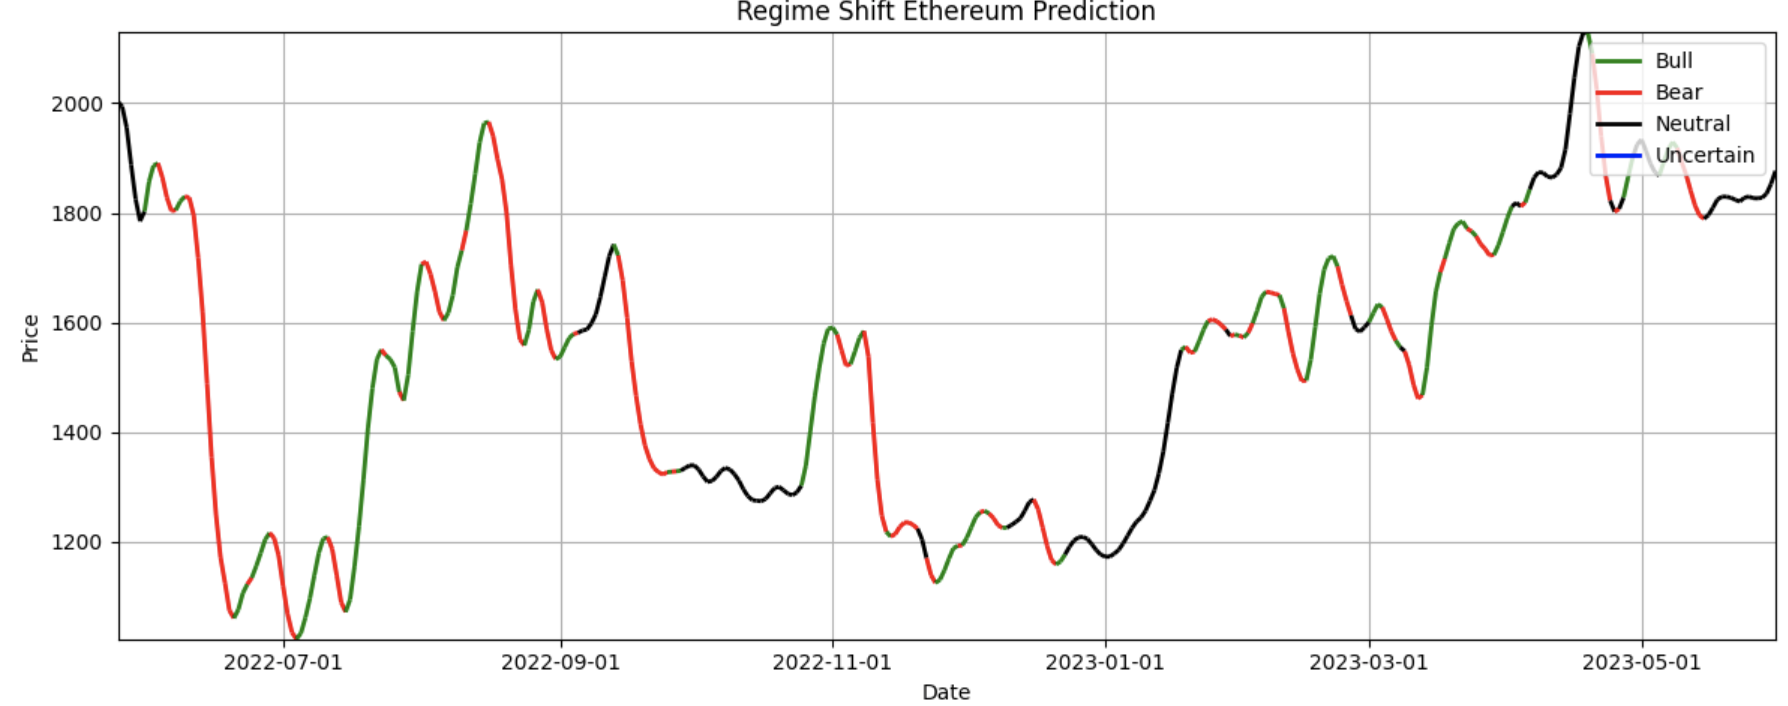 Regime Shift Ethereum Prediction
Bull
Bear
Neutral
Uncertain
2000
1800
1600
1400
1200
Price
2022-07-01
2022-09-01
2022-11-01
2023-01-01
2023-03-01
2023-05-01
Date